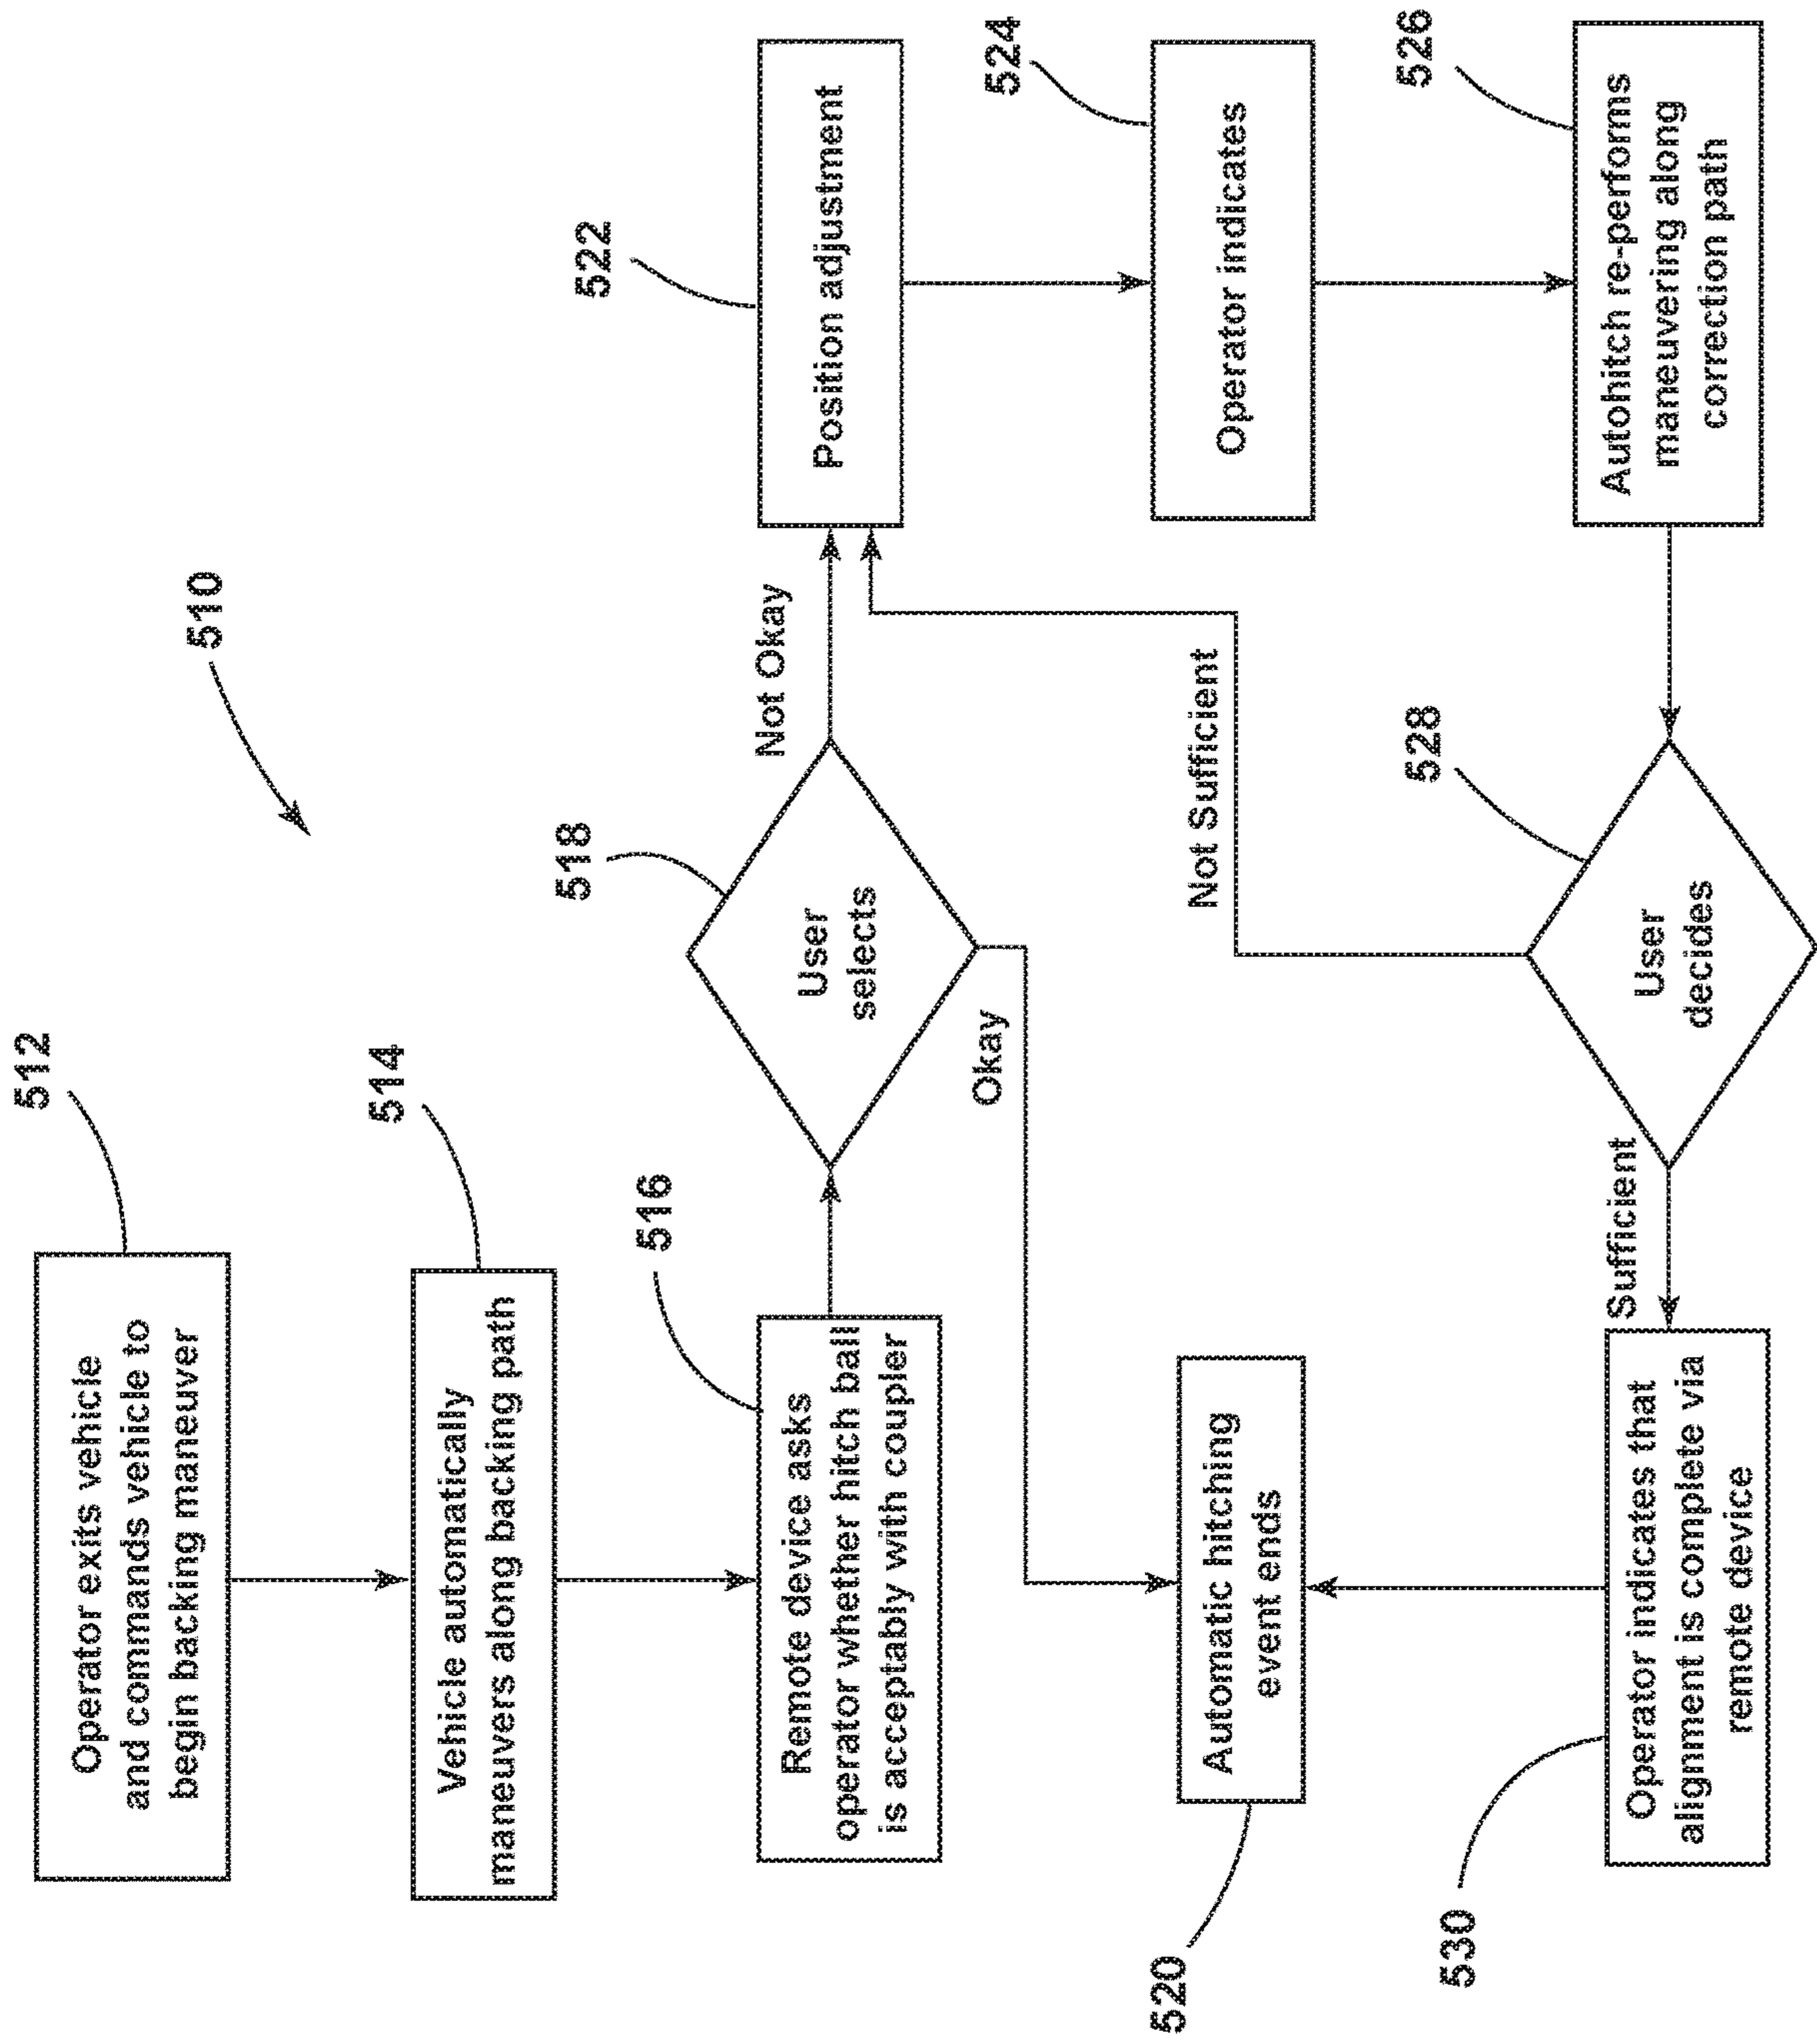 510
512
Operator exits vehicle
and commands vehicle to
begin backing maneuver
514
Vehicle automatically
maneuvers along backing path
516
Remote device asks
operator whether hitch ball
is acceptably with coupler
518
User
selects
Not Okay
Okay
522
Position adjustment
524
Operator indicates
526
Autohitch re-perfoms
maneuvering along
correction path
528
User
decides
Not Sufficient
Sufficient
520
Automatic hitching
event ends
530
Operator indicates that
alignment is complete via
remote device